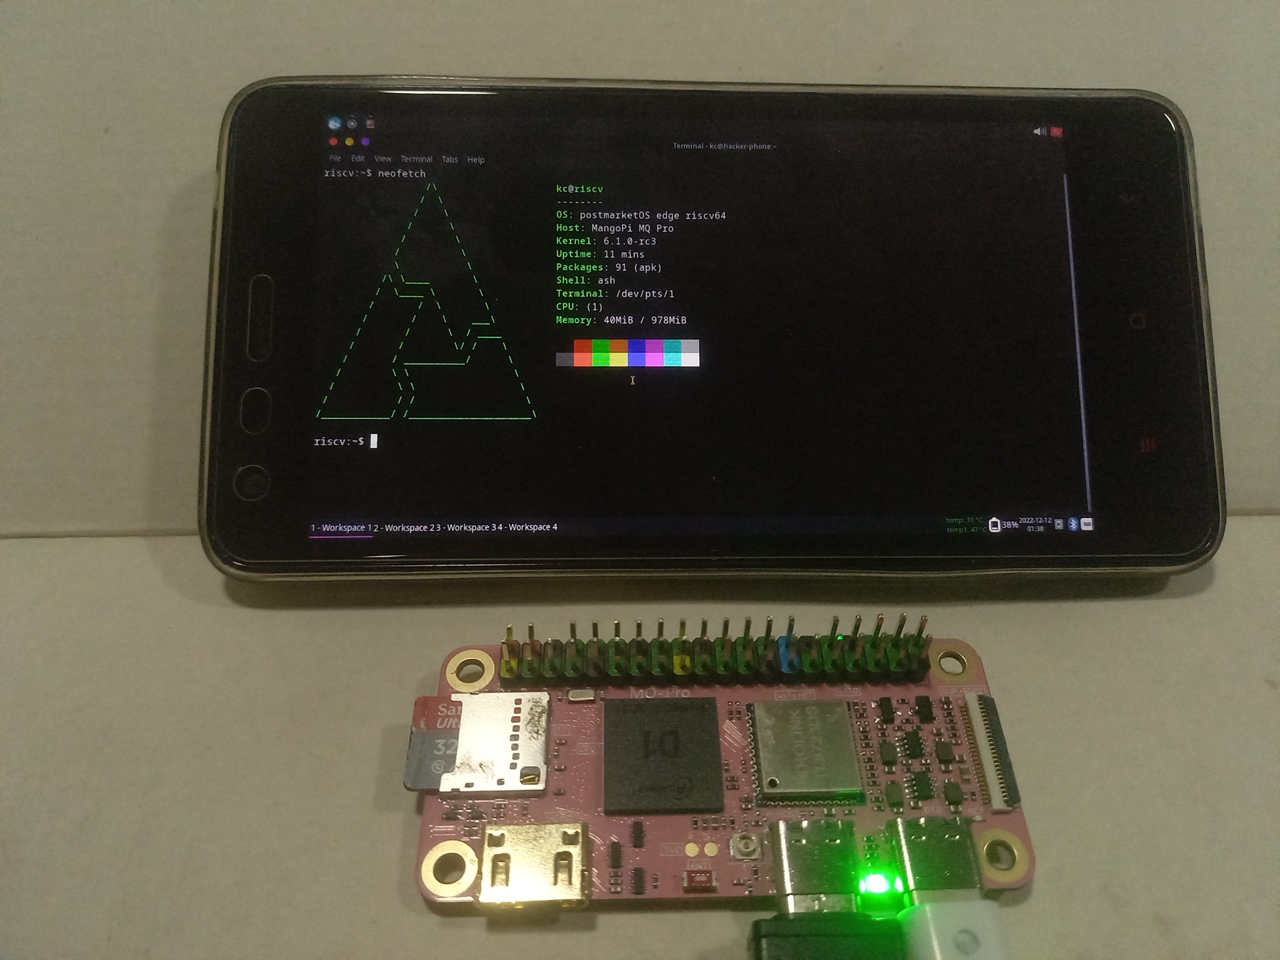 Terminal - kc@hacker-phone:~
File Edit View Terminal Tabs Help
riscv:~$ neofetch
kc@riscv
--------
OS: postmarketOS edge riscv64
Host: MangoPi MQ Pro
Kernel: 6.1.0-rc3
Uptime: 11 mins
Packages: 91 (apk)
Shell: ash
Terminal: /dev/pts/1
CPU: (1)
Memory: 40MiB / 978MiB
riscv:~$
1 - Workspace 1 2 - Workspace 2 3 - Workspace 3 4 - Workspace 4
temp: 31 °C
temp1: 47 °C
38%
2022-12-12
01:38
MQ-Pro
San
Ult
32
D1